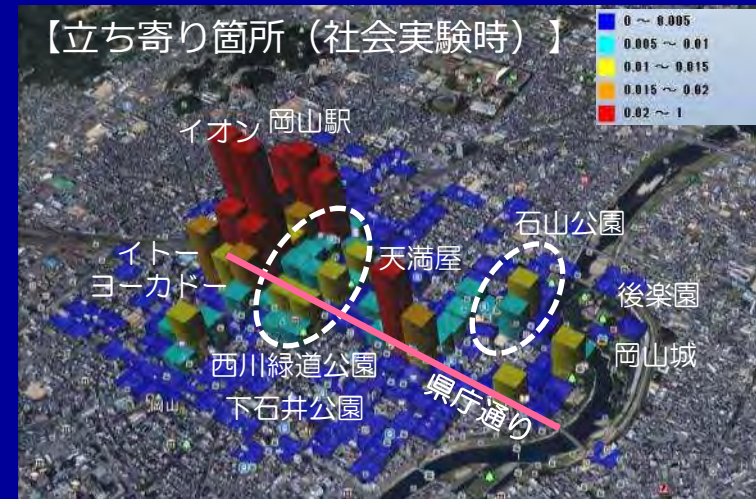 【立ち寄り箇所（社会実験時）】
0 ～ 0.005
0.005 ～ 0.01
0.01 ～ 0.015
0.015 ～ 0.02
0.02 ～ 1
イオン
岡山駅
石山公園
イトー
ヨーカドー
天満屋
後楽園
西川緑道公園
岡山城
県庁通り
下石井公園
岡山